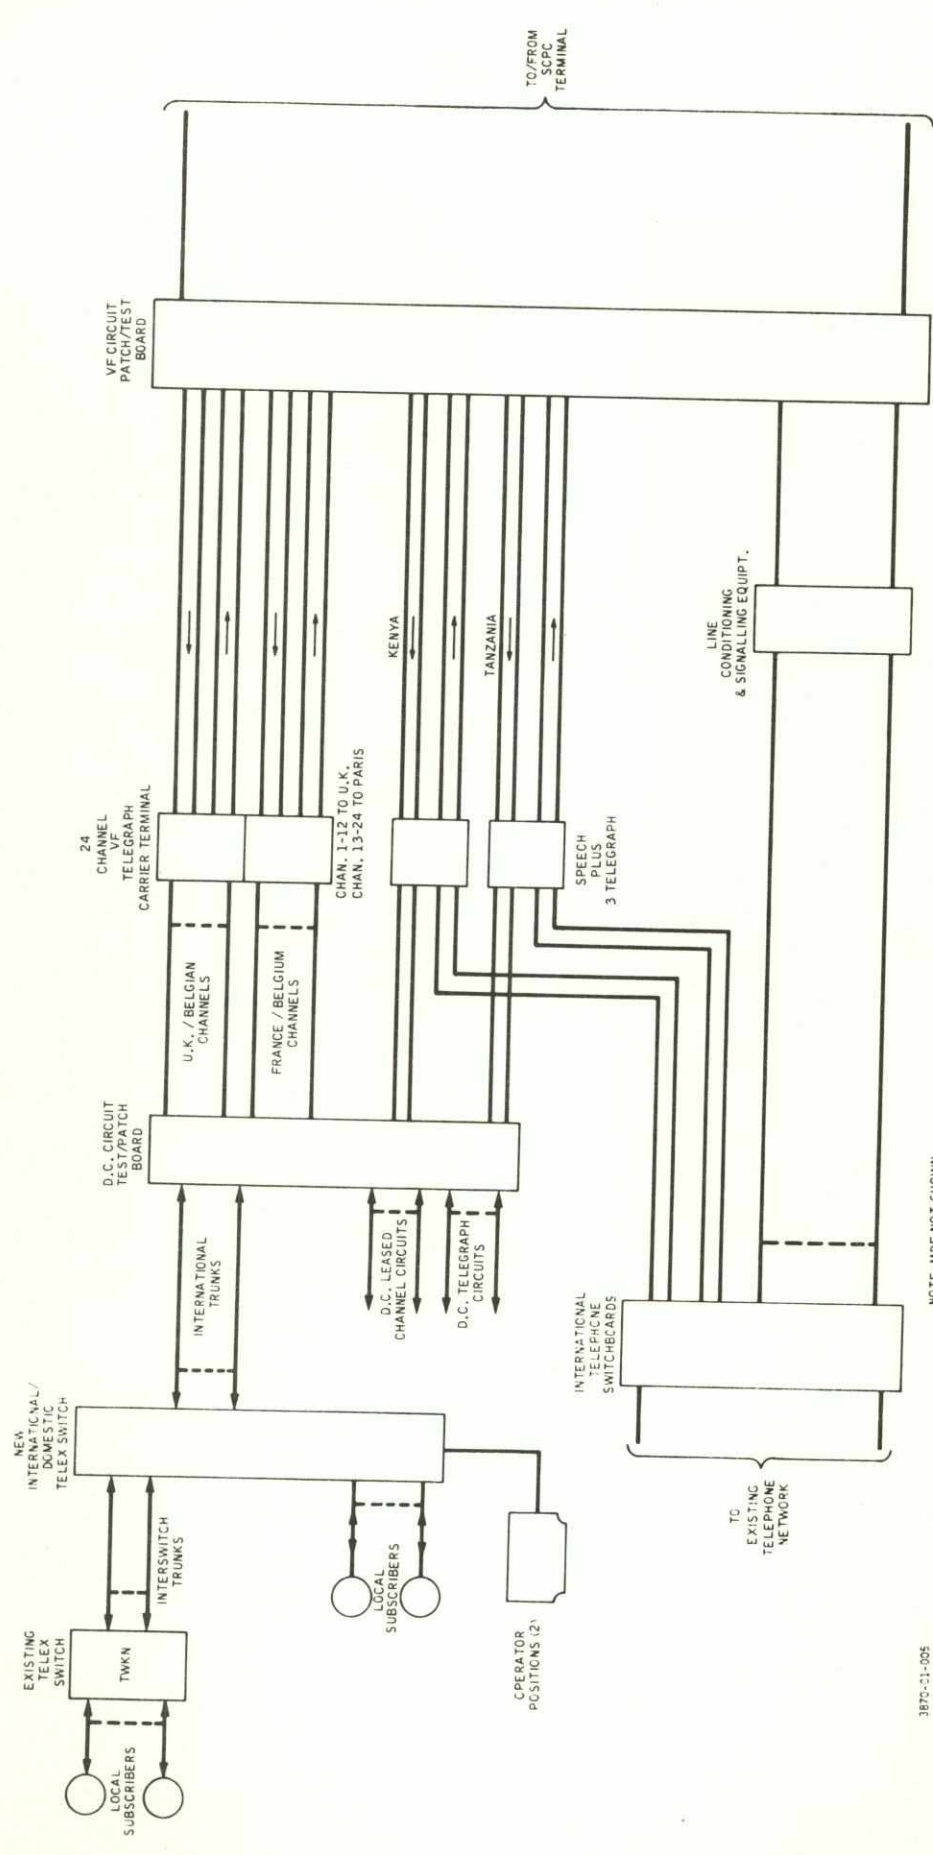 EXISTING
TELEX
SWITCH
TWKN
LOCAL
SUBSCRIBERS
INTERSWITCH
TRUNKS
NEW
INTERNATIONAL/
DOMESTIC
TELEX SWITCH
LOCAL
SUBSCRIBERS
OPERATOR
POSITIONS (2)
INTERNATIONAL
TRUNKS
D.C. CIRCUIT
TEST/PATCH
BOARD
D.C. LEASED
CHANNEL CIRCUITS
D.C. TELEGRAPH
CIRCUITS
U.K. / BELGIAN
CHANNELS
FRANCE / BELGIUM
CHANNELS
24
CHANNEL
VF
TELEGRAPH
CARRIER TERMINAL
CHAN. 1-12 TO U.K.
CHAN. 13-24 TO PARIS
KENYA
TANZANIA
SPEECH
PLUS
3 TELEGRAPH
VF CIRCUIT
PATCH/TEST
BOARD
TO/FROM
SCPC
TERMINAL
LINE
CONDITIONING
& SIGNALLING EQUIPT.
INTERNATIONAL
TELEPHONE
SWITCHBOARDS
TO
EXISTING
TELEPHONE
NETWORK
3870-01-005